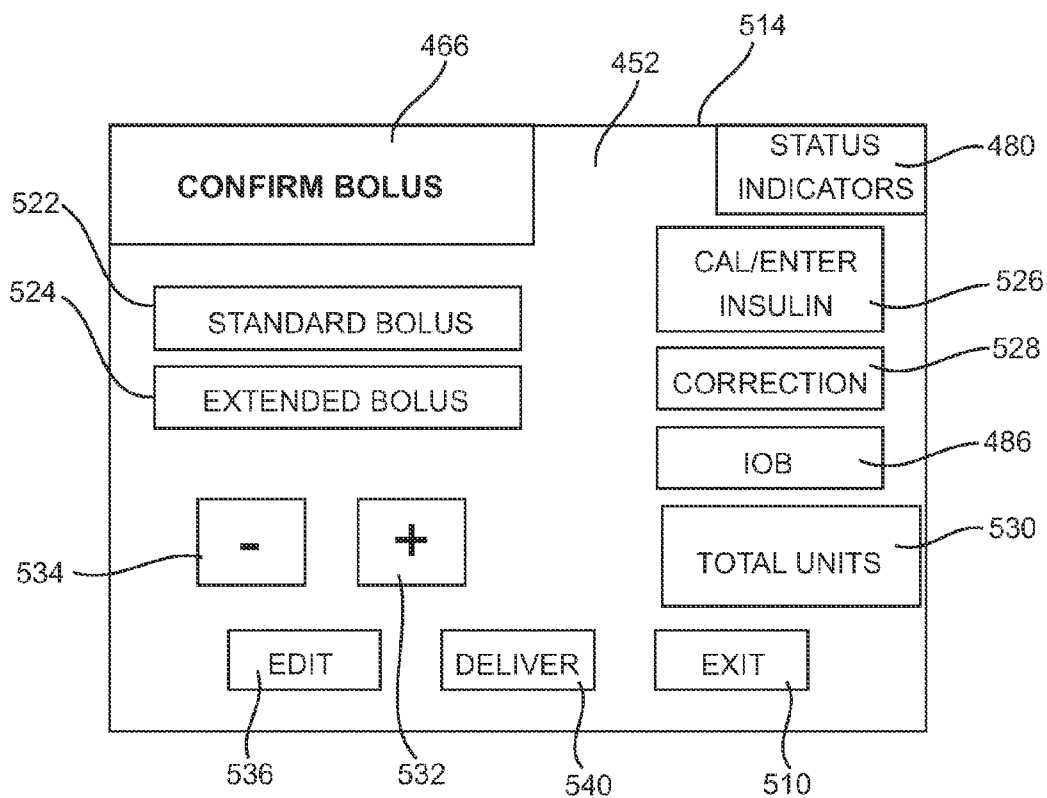 514
466
452
CONFIRM BOLUS
STATUS
INDICATORS
480
522
CAL/ENTER
INSULIN
526
524
STANDARD BOLUS
528
EXTENDED BOLUS
CORRECTION
IOB
486
-
+
530
534
TOTAL UNITS
EDIT
DELIVER
EXIT
536
532
540
510